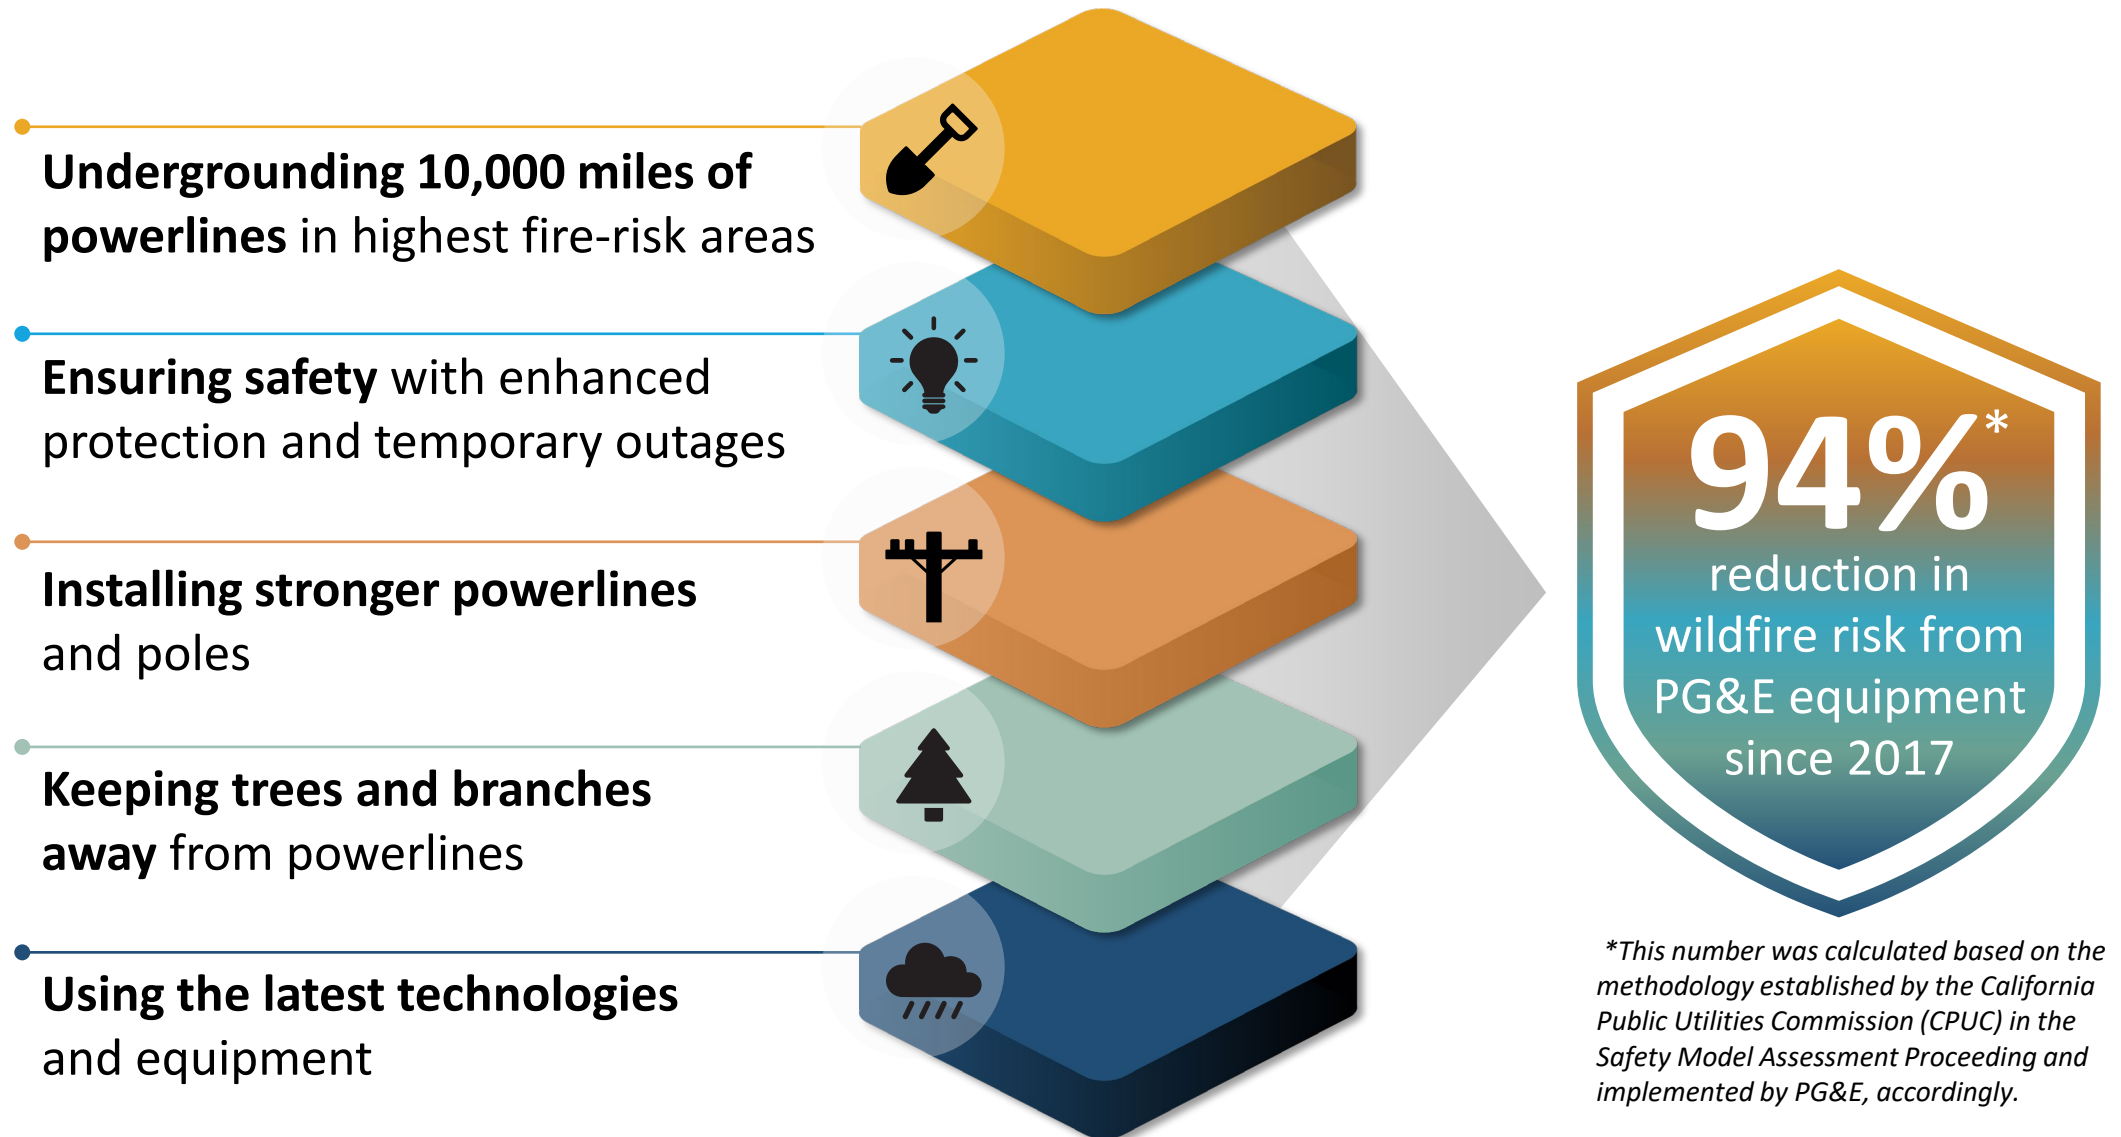 Undergrounding 10,000 miles of
powerlines in highest fire-risk areas
Ensuring safety with enhanced
protection and temporary outages
Installing stronger powerlines
and poles
Keeping trees and branches
away from powerlines
Using the latest technologies
and equipment
94%*
reduction in
wildfire risk from
PG&E equipment
since 2017
*This number was calculated based on the
methodology established by the California
Public Utilities Commission (CPUC) in the
Safety Model Assessment Proceeding and
implemented by PG&E, accordingly.